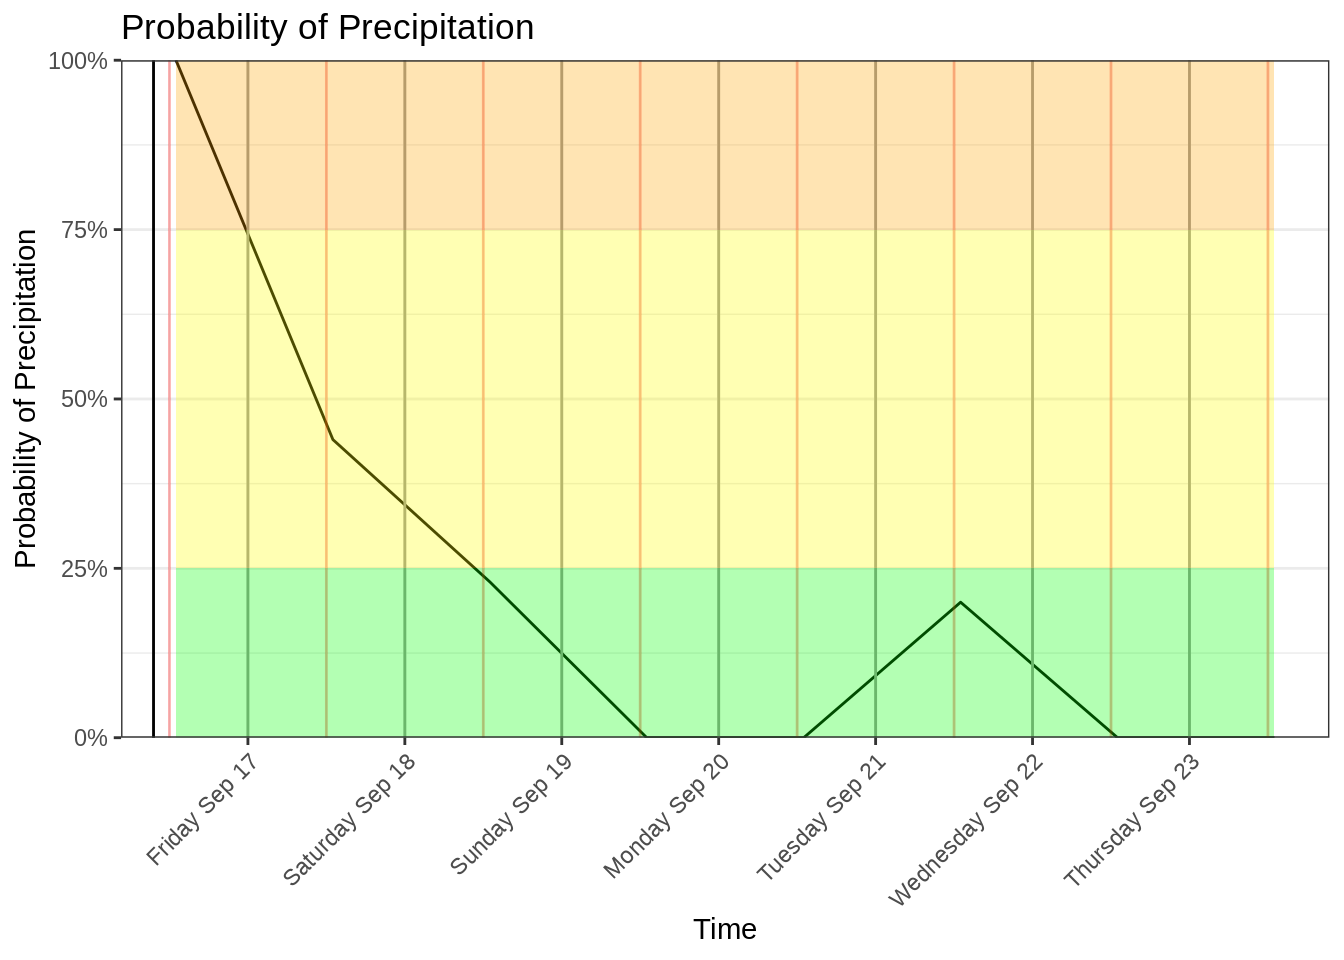 Probability of Precipitation
Probability of Precipitation
100%
75%
50%
25%
0%
Friday Sep 17
Saturday Sep 18
Sunday Sep 19
Monday Sep 20
Tuesday Sep 21
Wednesday Sep 22
Thursday Sep 23
Time